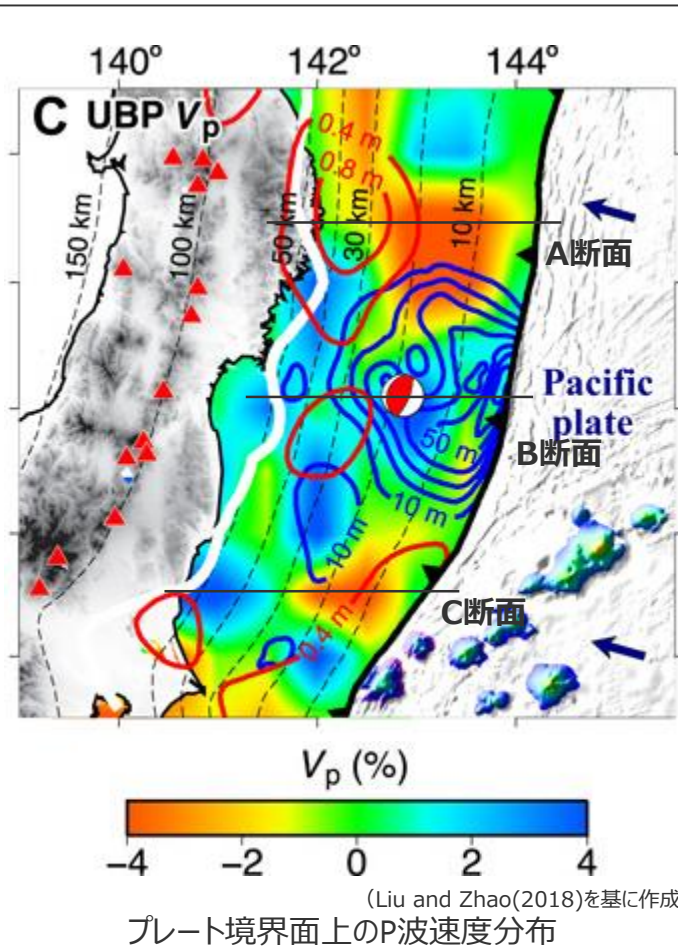 140° 142° 144°
C UBP Vp
0.4 m
0.8 m
150 km
100 km
50 km
30 km
10 km
A断面
Pacific
plate
50 m
B断面
10 m
10 m
C断面
0.4 m
Vp (%)
−4 −2 0 2 4
（Liu and Zhao(2018)を基に作成
プレート境界面上のP波速度分布